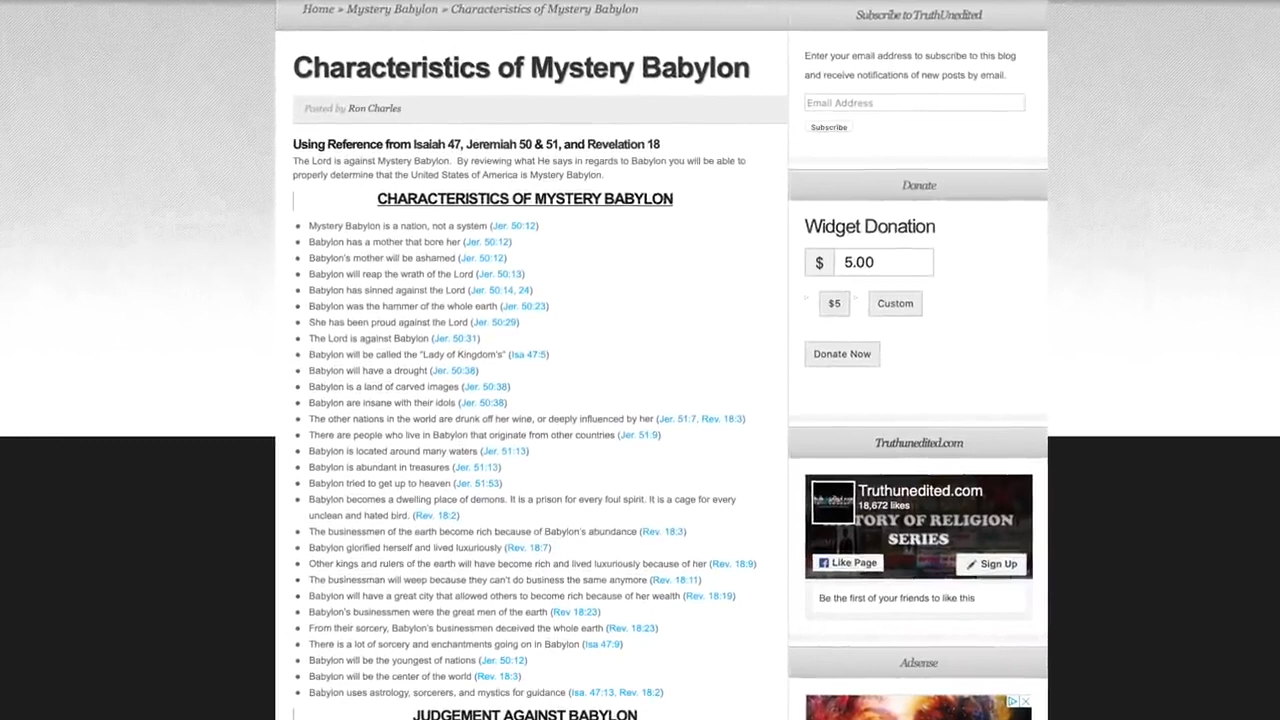 Home » Mystery Babylon » Characteristics of Mystery Babylon
Characteristics of Mystery Babylon
Posted by Ron Charles
Using Reference from Isaiah 47, Jeremiah 50 & 51, and Revelation 18
The Lord is against Mystery Babylon. By reviewing what He says in regards to Babylon you will be able to
properly determine that the United States of America is Mystery Babylon.
CHARACTERISTICS OF MYSTERY BABYLON
• Mystery Babylon is a nation, not a system (Jer. 50:12)
• Babylon has a mother that bore her (Jer. 50:12)
• Babylon's mother will be ashamed (Jer. 50:12)
• Babylon will reap the wrath of the Lord (Jer. 50:13)
• Babylon has sinned against the Lord (Jer. 50:14, 24)
• Babylon was the hammer of the whole earth (Jer. 50:23)
• She has been proud against the Lord (Jer. 50:29)
• The Lord is against Babylon (Jer. 50:31)
• Babylon will be called the "Lady of Kingdom's" (Isa 47:5)
• Babylon will have a drought (Jer. 50:38)
• Babylon is a land of carved images (Jer. 50:38)
• Babylon are insane with their idols (Jer. 50:38)
• The other nations in the world are drunk off her wine, or deeply influenced by her (Jer. 51:7, Rev. 18:3)
• There are people who live in Babylon that originate from other countries (Jer. 51:9)
• Babylon is located around many waters (Jer. 51:13)
• Babylon is abundant in treasures (Jer. 51:13)
• Babylon tried to get up to heaven (Jer. 51:53)
• Babylon becomes a dwelling place of demons. It is a prison for every foul spirit. It is a cage for every
unclean and hated bird. (Rev. 18:2)
• The businessmen of the earth become rich because of Babylon's abundance (Rev. 18:3)
• Babylon glorified herself and lived luxuriously (Rev. 18:7)
• Other kings and rulers of the earth will have become rich and lived luxuriously because of her (Rev. 18:9)
• The businessman will weep because they can't do business the same anymore (Rev. 18:11)
• Babylon will have a great city that allowed others to become rich because of her wealth (Rev. 18:19)
• Babylon's businessmen were the great men of the earth (Rev 18:23)
• From their sorcery, Babylon's businessmen deceived the whole earth (Rev. 18:23)
• There is a lot of sorcery and enchantments going on in Babylon (Isa 47:9)
• Babylon will be the youngest of nations (Jer. 50:12)
• Babylon will be the center of the world (Rev. 18:3)
• Babylon uses astrology, sorcerers, and mystics for guidance (Isa. 47:13, Rev. 18:2)
JUDGEMENT AGAINST BABYLON
Subscribe to TruthUnedited
Enter your email address to subscribe to this blog
and receive notifications of new posts by email.
Email Address
Subscribe
Donate
Widget Donation
$ 5.00
$5 Custom
Donate Now
Truthunedited.com
Truthunedited.com
18,672 likes
TORY OF RELIGION
SERIES
Like Page
Sign Up
Be the first of your friends to like this
Adsense